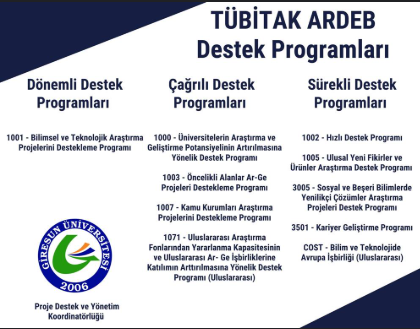 TÜBİTAK ARDEB
Destek Programları
Dönemli Destek
Programları
1001 - Bilimsel ve Teknolojik Araştırma
Projelerini Destekleme Programı
Çağrılı Destek
Programları
1000 - Üniversitelerin Araştırma ve
Geliştirme Potansiyelinin Artırılmasına
Yönelik Destek Programı
1003 - Öncelikli Alanlar Ar-Ge
Projeleri Destekleme Programı
1007 - Kamu Kurumları Araştırma
Projelerini Destekleme Programı
1071 - Uluslararası Araştırma
Fonlarından Yararlanma Kapasitesinin
ve Uluslararası Ar- Ge İşbirliklerine
Katılımın Arttırılmasına Yönelik Destek
Programı (Uluslararası)
Sürekli Destek
Programları
1002 - Hızlı Destek Programı
1005 - Ulusal Yeni Fikirler ve
Ürünler Araştırma Destek Programı
3005 - Sosyal ve Beşeri Bilimlerde
Yenilikçi Çözümler Araştırma
Projeleri Destek Programı
3501 - Kariyer Geliştirme Programı
COST - Bilim ve Teknolojide
Avrupa İşbirliği (Uluslararası)
GİRESUN ÜNİVERSİTESİ
2006
Proje Destek ve Yönetim
Koordinatörlüğü